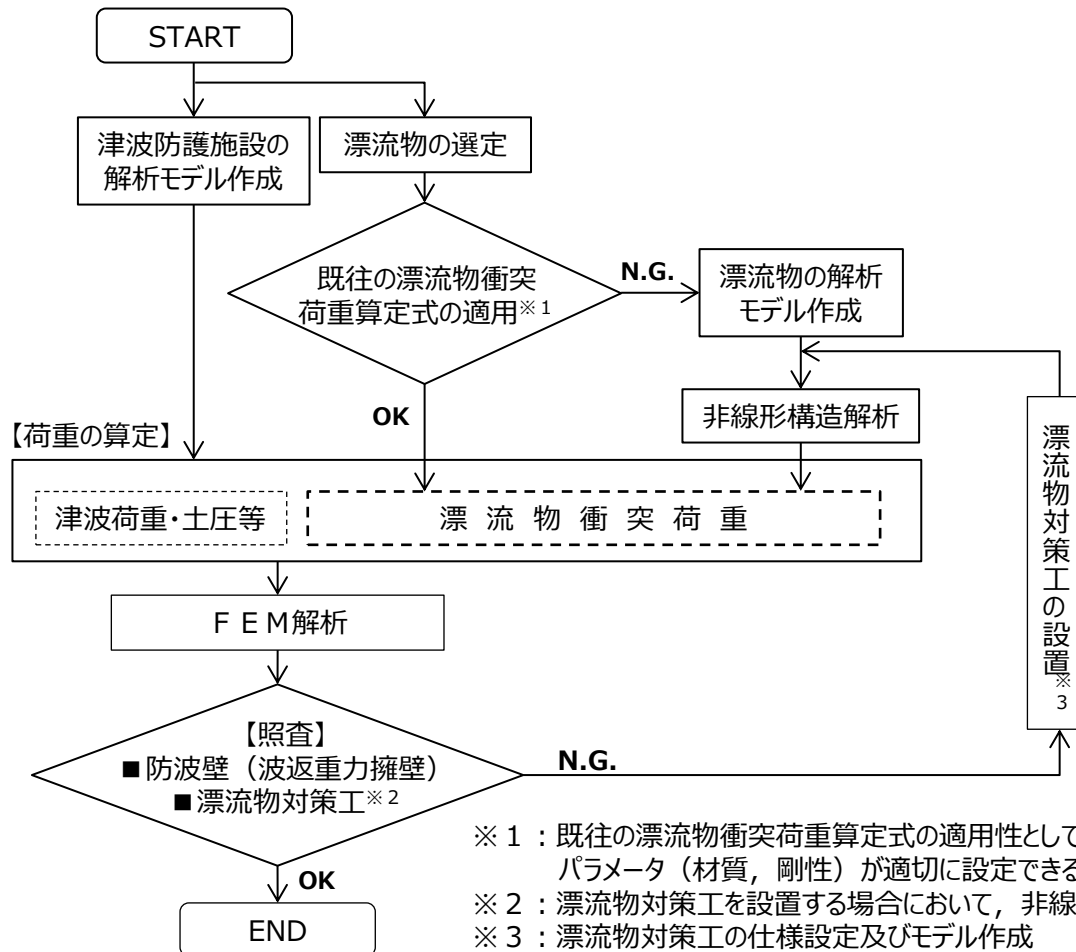 START
津波防護施設の
解析モデル作成
漂流物の選定
既往の漂流物衝突
荷重算定式の適用※1
N.G.
漂流物の解析
モデル作成
OK
非線形構造解析
【荷重の算定】
津波荷重・土圧等
漂流物衝突荷重
漂流物対策工の設置※3
FEM解析
【照査】
■防波壁(波返重力擁壁)
■漂流物対策工※2
N.G.
OK
END
※1:既往の漂流物衝突荷重算定式の適用性として
パラメータ(材質,剛性)が適切に設定できる
※2:漂流物対策工を設置する場合において,非線
※3:漂流物対策工の仕様設定及びモデル作成